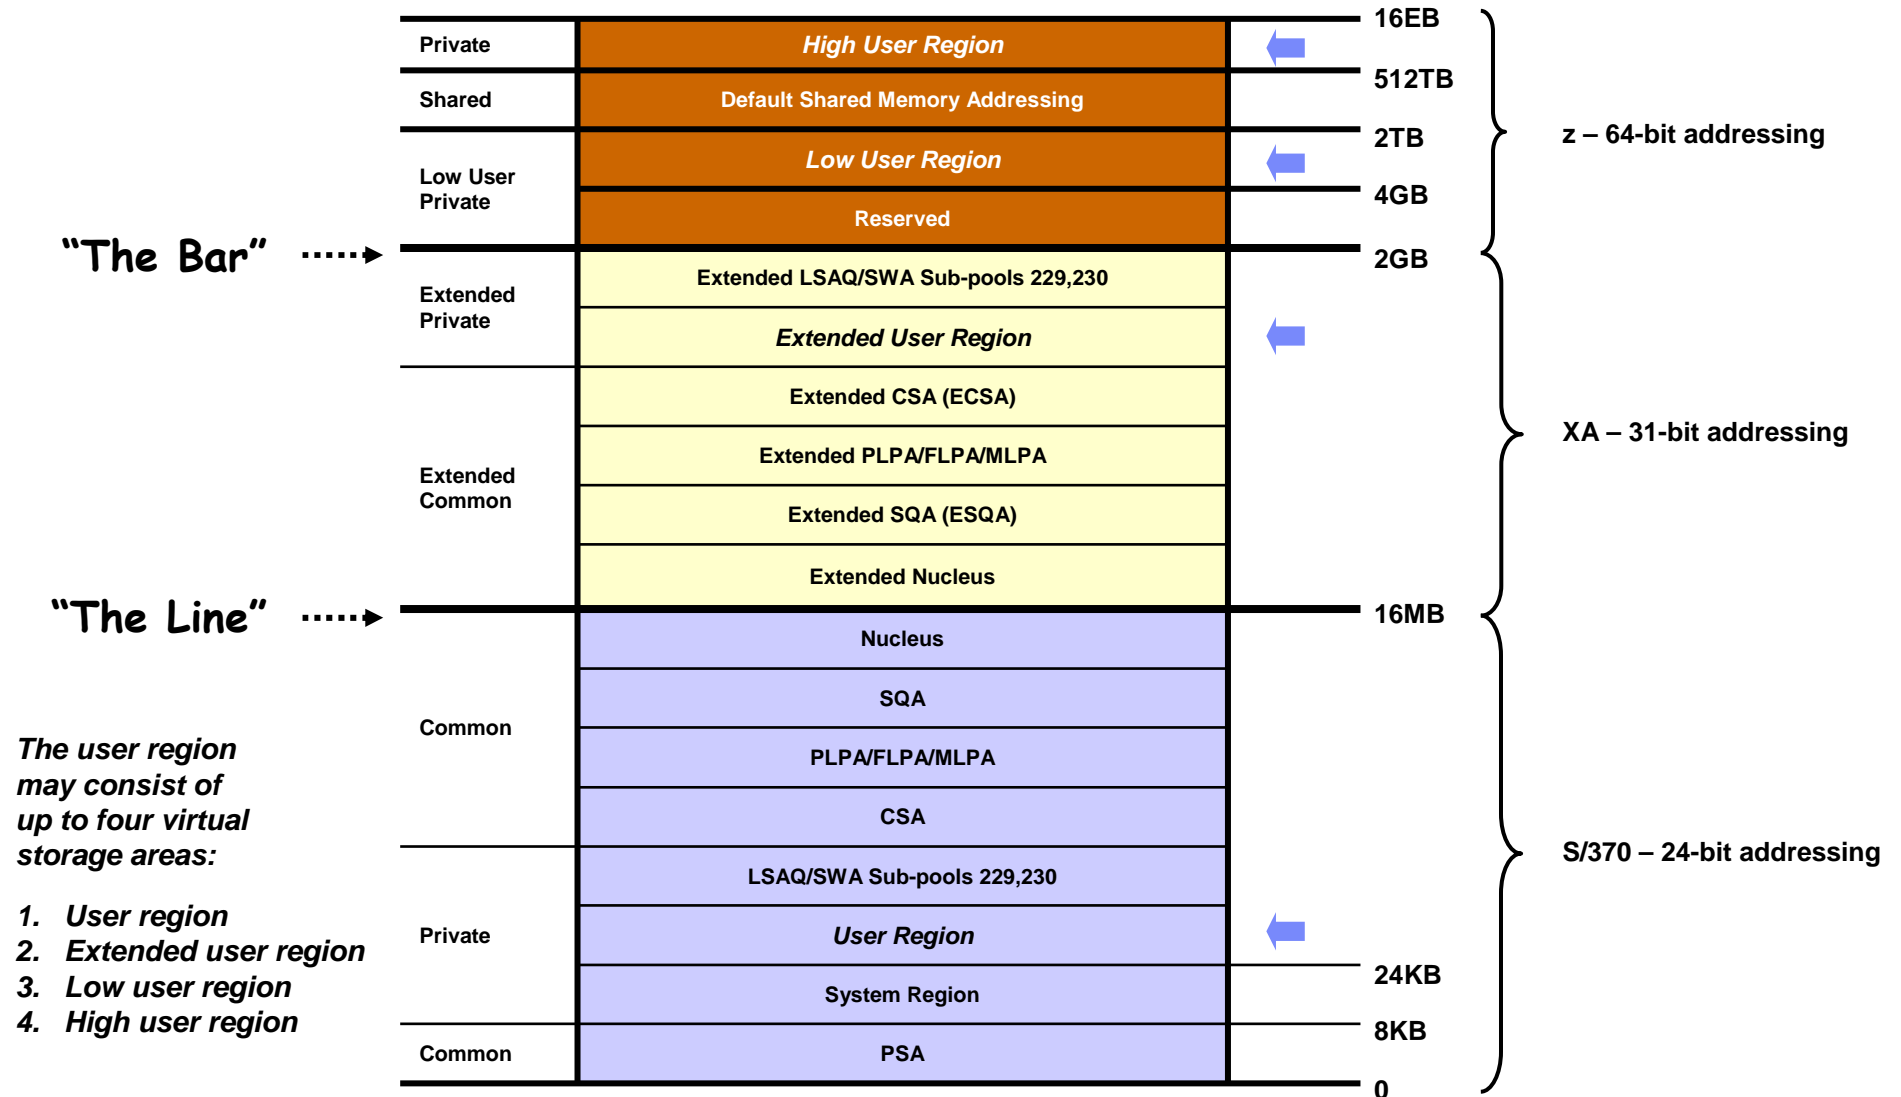 16EB
Private
High User Region
512TB
Shared
Default Shared Memory Addressing
z – 64-bit addressing
2TB
Low User Region
Low User
Private
4GB
Reserved
“The Bar”
2GB
Extended LSAQ/SWA Sub-pools 229,230
Extended
Private
Extended User Region
Extended CSA (ECSA)
XA – 31-bit addressing
Extended PLPA/FLPA/MLPA
Extended
Common
Extended SQA (ESQA)
Extended Nucleus
“The Line”
16MB
Nucleus
SQA
Common
PLPA/FLPA/MLPA
CSA
The user region
may consist of
up to four virtual
storage areas:
1. User region
2. Extended user region
3. Low user region
4. High user region
S/370 – 24-bit addressing
LSAQ/SWA Sub-pools 229,230
Private
User Region
24KB
System Region
8KB
Common
PSA
0